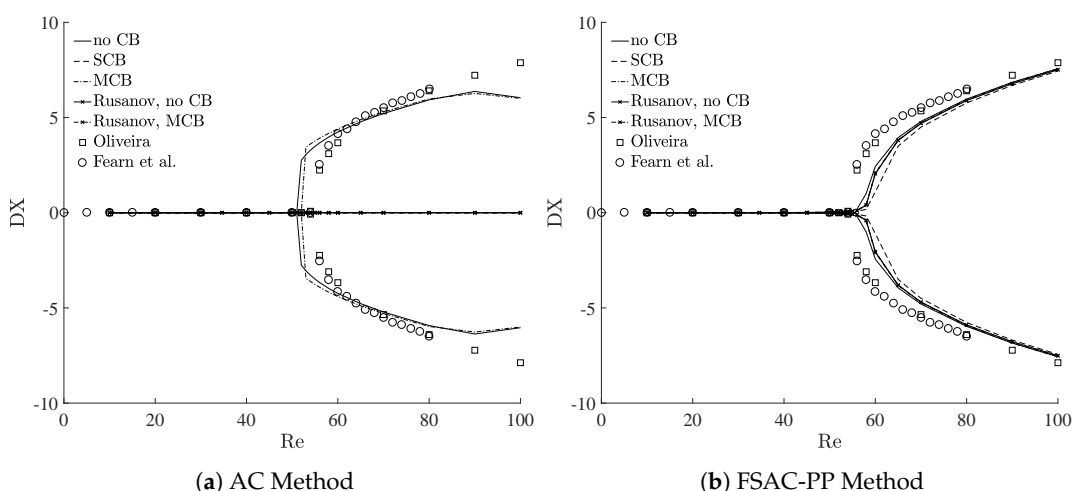 10
5
0
-5
-10
DX
0
20
40
60
80
100
Re
no CB
SCB
MCB
Rusanov, no CB
Rusanov, MCB
Oliveira
Fearn et al.
(a) AC Method
10
5
0
-5
-10
DX
0
20
40
60
80
100
Re
no CB
SCB
MCB
Rusanov, no CB
Rusanov, MCB
Oliveira
Fearn et al.
(b) FSAC-PP Method